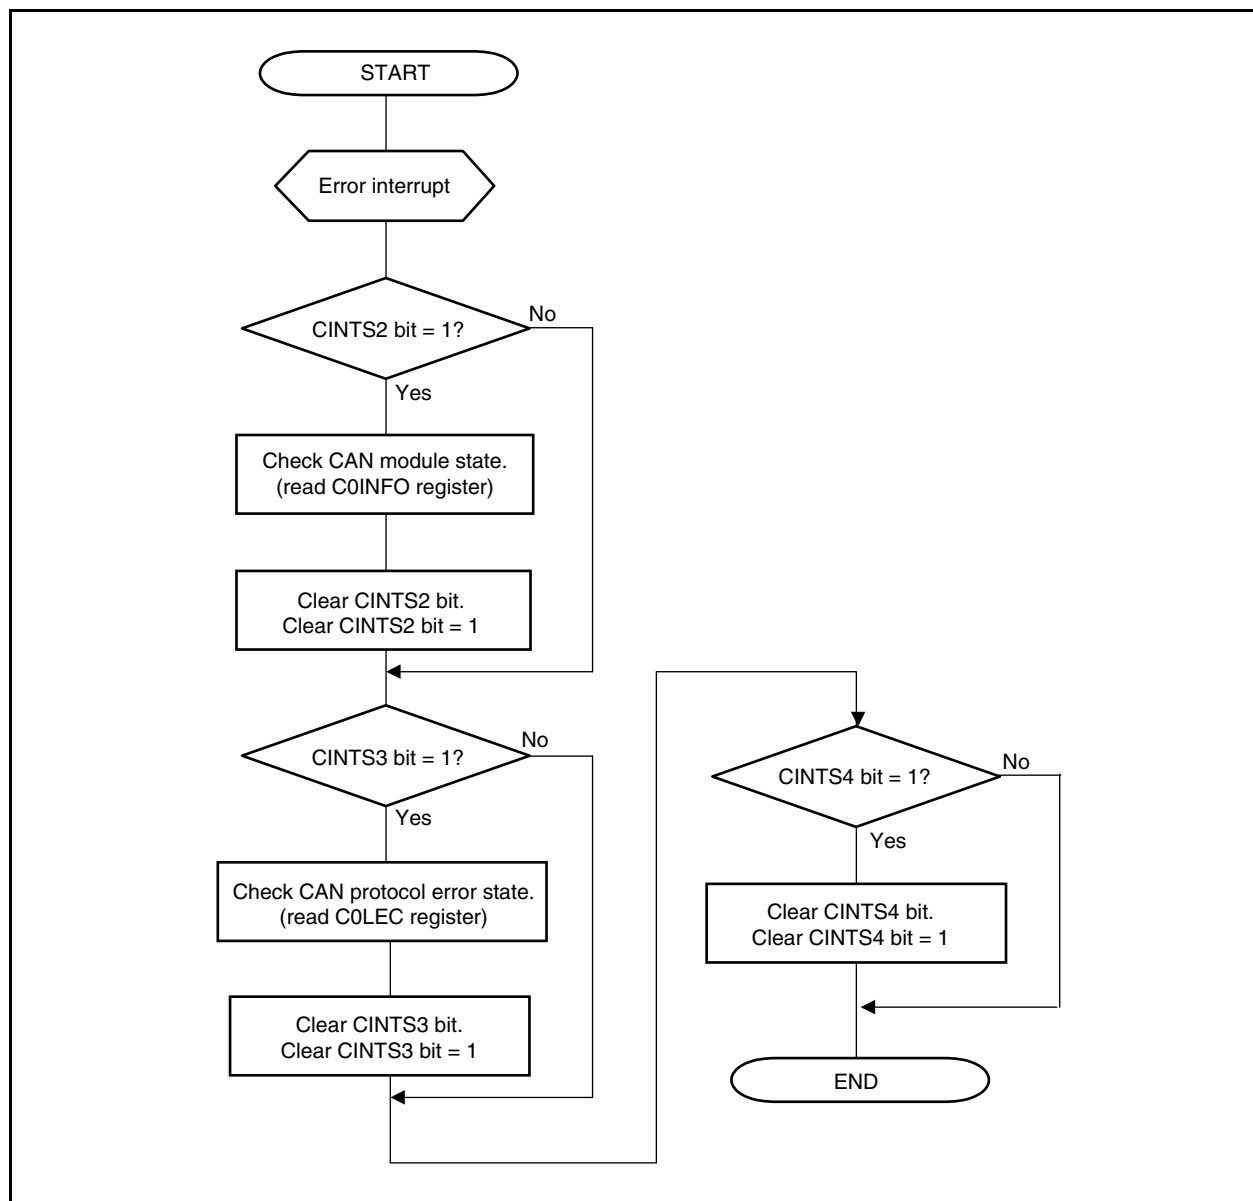 START
Error interrupt
CINTS2 bit = 1?
No
Yes
Check CAN module state.
(read C0INFO register)
Clear CINTS2 bit.
Clear CINTS2 bit = 1
CINTS3 bit = 1?
No
Yes
Check CAN protocol error state.
(read C0LEC register)
Clear CINTS3 bit.
Clear CINTS3 bit = 1
CINTS4 bit = 1?
No
Yes
Clear CINTS4 bit.
Clear CINTS4 bit = 1
END